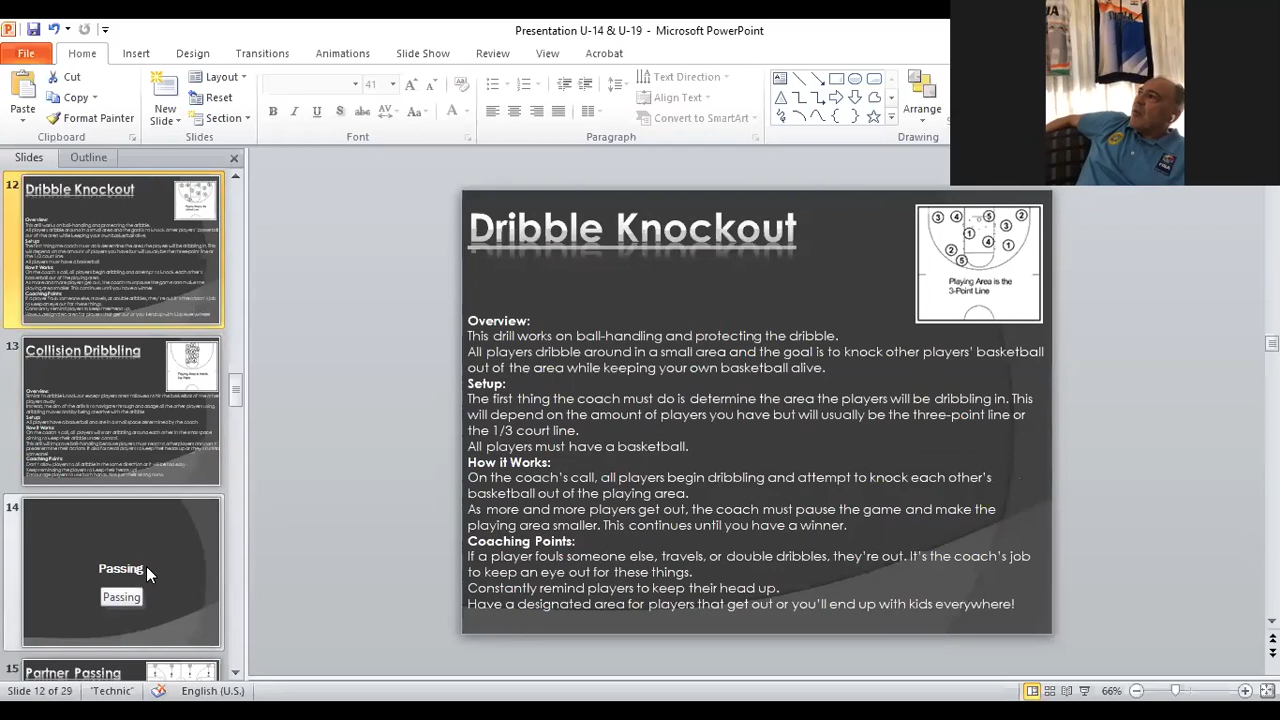 Presentation U-14 & U-19 - Microsoft PowerPoint
File Home Insert Design Transitions Animations Slide Show Review View Acrobat
Paste
Cut
Copy
Format Painter
Clipboard
New Slide
Layout
Reset
Section
Slides
41
Font
Text Direction
Align Text
Convert to SmartArt
Paragraph
Arrange
Drawing
Slides Outline
12
Dribble Knockout
13
Collision Dribbling
14
Passing
Passing
15
Partner Passing
Dribble Knockout
3 4 5 2
1 3
4 1
2
5
Playing Area is the
3-Point Line
Overview:
This drill works on ball-handling and protecting the dribble.
All players dribble around in a small area and the goal is to knock other players' basketball
out of the area while keeping your own basketball alive.
Setup:
The first thing the coach must do is determine the area the players will be dribbling in. This
will depend on the amount of players you have but will usually be the three-point line or
the 1/3 court line.
All players must have a basketball.
How it Works:
On the coach's call, all players begin dribbling and attempt to knock each other's
basketball out of the playing area.
As more and more players get out, the coach must pause the game and make the
playing area smaller. This continues until you have a winner.
Coaching Points:
If a player fouls someone else, travels, or double dribbles, they're out. It's the coach's job
to keep an eye out for these things.
Constantly remind players to keep their head up.
Have a designated area for players that get out or you'll end up with kids everywhere!
Slide 12 of 29 'Technic' English (U.S.) 66%